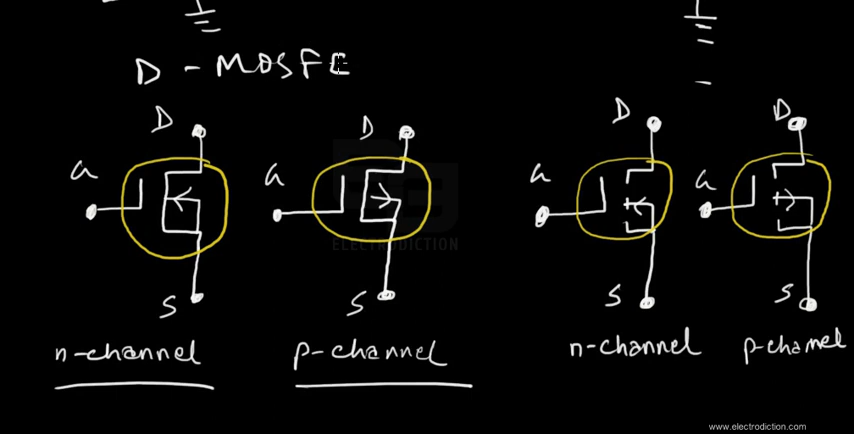 D - MOSFE
D
D
D
D
G
G
G
G
ELECTRODICTION
S
S
S
S
n-channel
p-channel
n-channel
p-channel
www.electrodiction.com